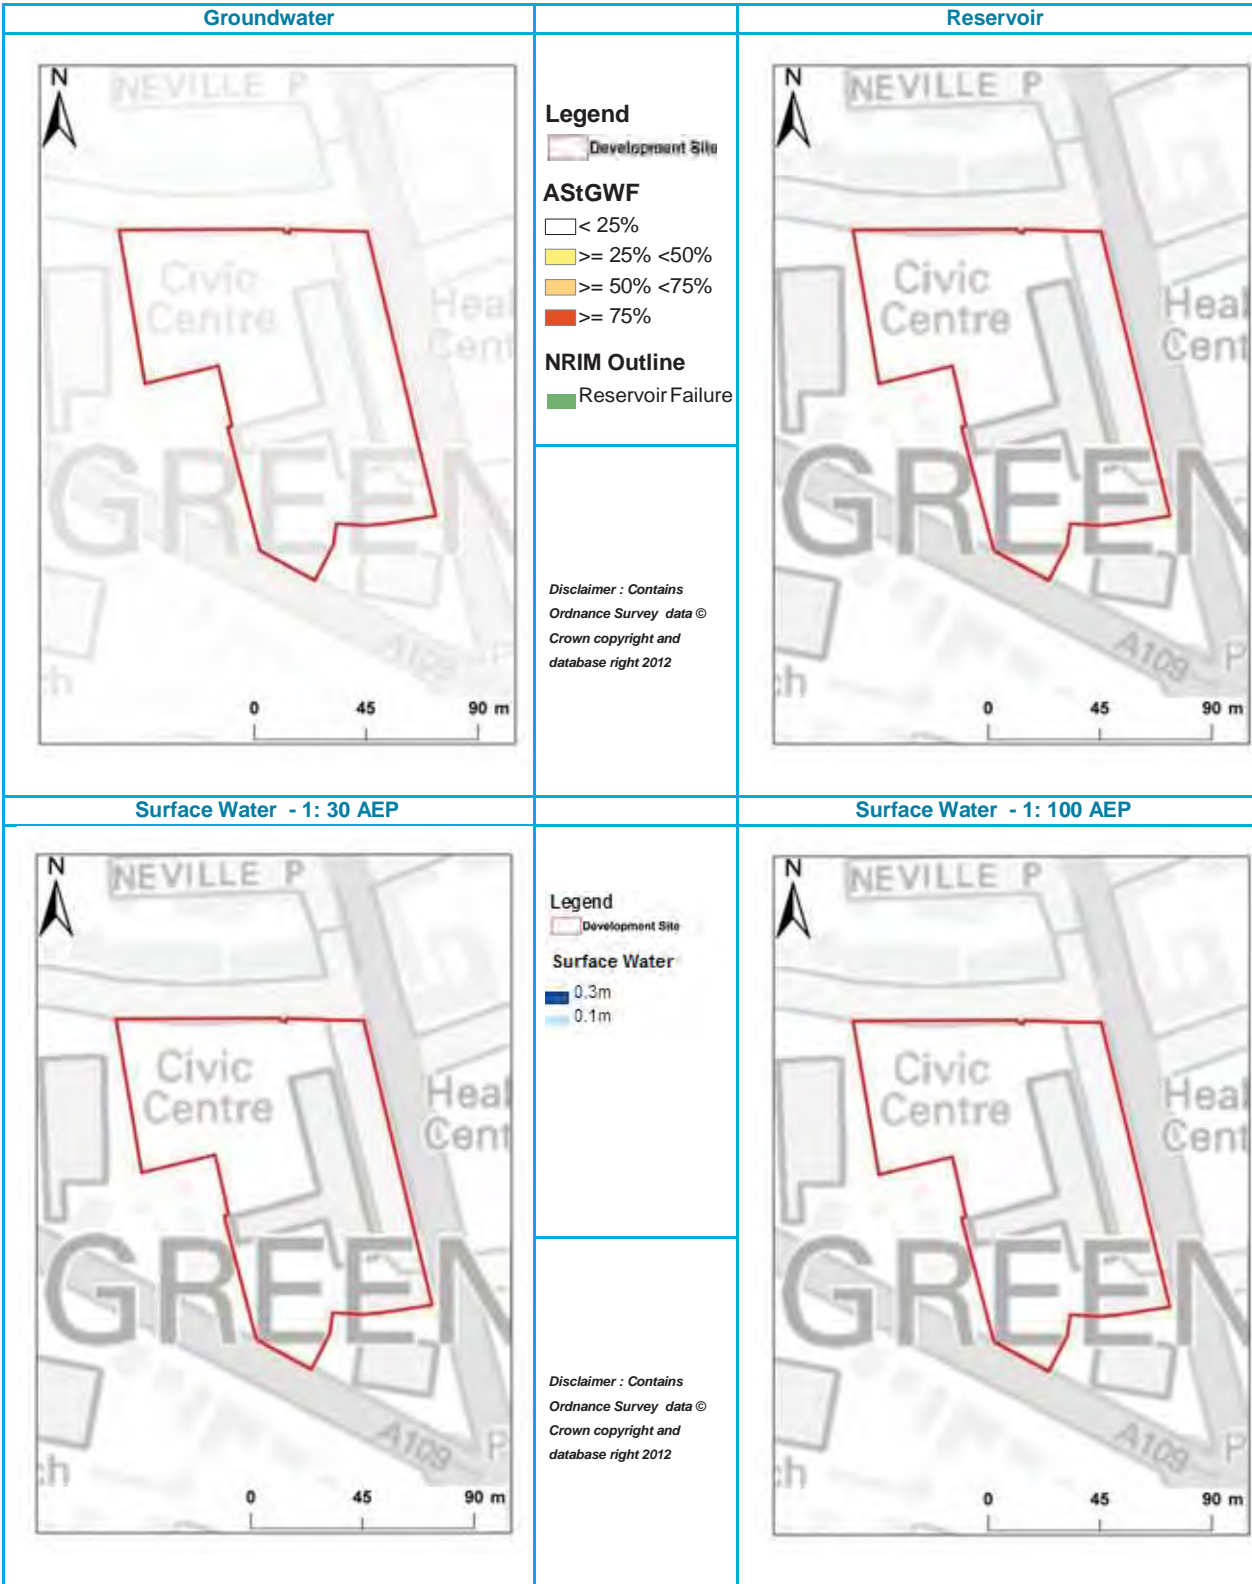 Groundwater
Reservoir
N
NEVILLE P
Civic
Centre
Heal
Cent
GREEN
A109
P
ch
0 45 90 m
Legend
Development Site
AStGWF
< 25%
>= 25% <50%
>= 50% <75%
>= 75%
NRIM Outline
Reservoir Failure
Disclaimer : Contains
Ordnance Survey data ©
Crown copyright and
database right 2012
N
NEVILLE P
Civic
Centre
Heal
Cent
GREEN
A109
P
ch
0 45 90 m
Surface Water - 1: 30 AEP
Surface Water - 1: 100 AEP
N
NEVILLE P
Civic
Centre
Heal
Cent
GREEN
A109
P
ch
0 45 90 m
Legend
Development Site
Surface Water
0.3m
0.1m
Disclaimer : Contains
Ordnance Survey data ©
Crown copyright and
database right 2012
N
NEVILLE P
Civic
Centre
Heal
Cent
GREEN
A109
P
ch
0 45 90 m